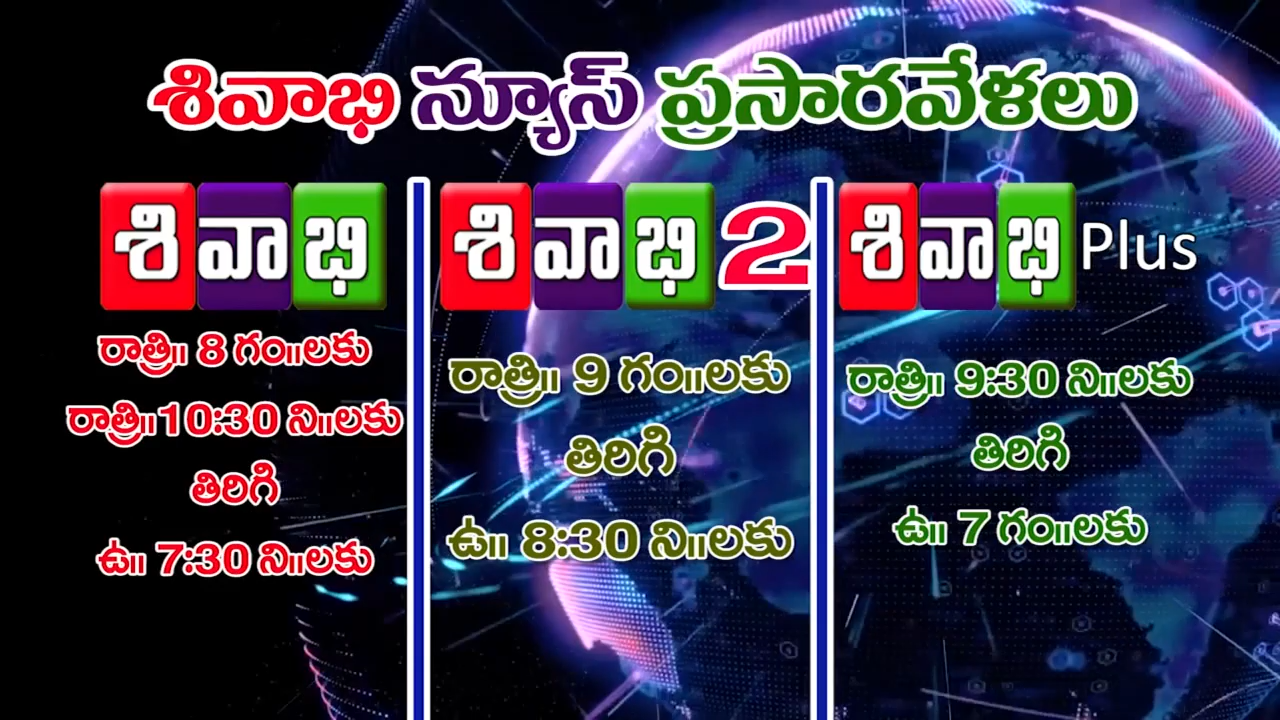 శివాభి న్యూస్ ప్రసారవేళలు
శివాభి
రాత్రి॥ 8 గం॥లకు
రాత్రి॥10:30 ని॥లకు
తిరిగి
ఉ॥ 7:30 ని॥లకు
శివాభి 2
రాత్రి॥ 9 గం॥లకు
తిరిగి
ఉ॥ 8:30 ని॥లకు
శివాభి Plus
రాత్రి॥ 9:30 ని॥లకు
తిరిగి
ఉ॥ 7 గం॥లకు